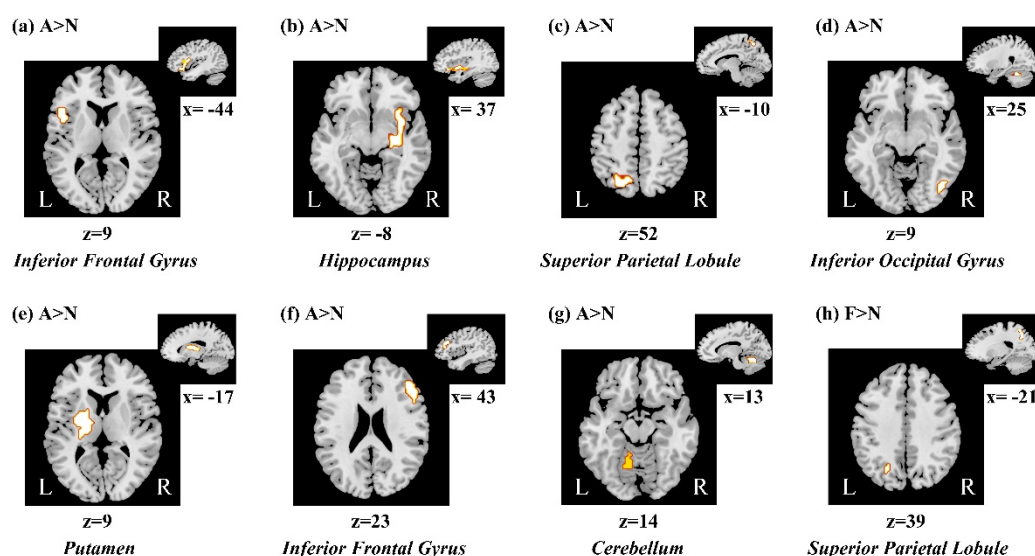 (a) A>N
x= -44
L R
z=9
Inferior Frontal Gyrus
(b) A>N
x= 37
L R
z= -8
Hippocampus
(c) A>N
x= -10
L R
z=52
Superior Parietal Lobule
(d) A>N
x=25
L R
z=9
Inferior Occipital Gyrus
(e) A>N
x= -17
L R
z=9
Putamen
(f) A>N
x= 43
L R
z=23
Inferior Frontal Gyrus
(g) A>N
x=13
L R
z=14
Cerebellum
(h) F>N
x= -21
L R
z=39
Superior Parietal Lobule